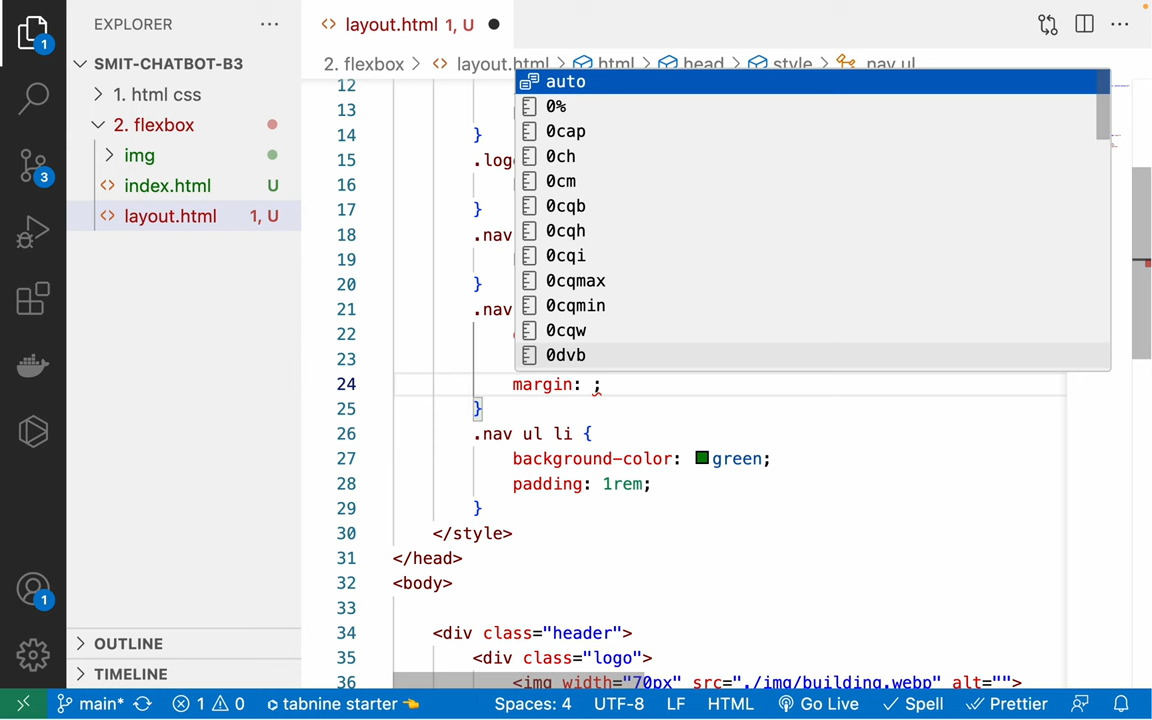 EXPLORER
SMIT-CHATBOT-B3
1. html css
2. flexbox
img
index.html U
layout.html 1, U
OUTLINE
TIMELINE
1
3
1
layout.html 1, U
2. flexbox > layout.html > html > head > style > nav ul
auto
0%
0cap
0ch
0cm
0cqb
0cqh
0cqi
0cqmax
0cqmin
0cqw
0dvb
12
13
14 }
15 .log
16
17 }
18 .nav
19
20 }
21 .nav
22
23
24 margin: ;
25 }
26 .nav ul li {
27 background-color: green;
28 padding: 1rem;
29 }
30 </style>
31 </head>
32 <body>
33
34 <div class="header">
35 <div class="logo">
36 <img width="70px" src="./img/building.webp" alt="">
main* 1 0 tabnine starter Spaces: 4 UTF-8 LF HTML Go Live Spell Prettier